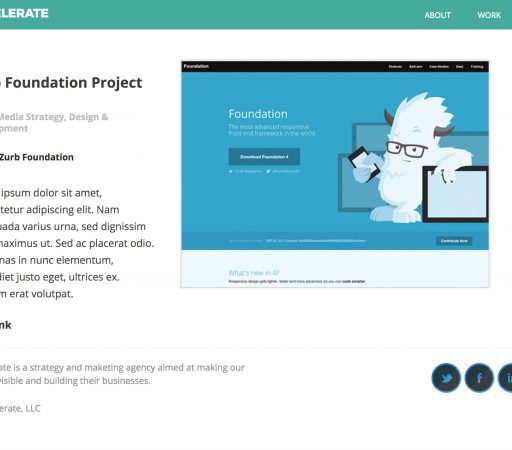 ELERATE
ABOUT WORK
Foundation Project
Media Strategy, Design &
pment
Zurb Foundation
ipsum dolor sit amet,
tetur adipiscing elit. Nam
uada varius urna, sed dignissim
maximus ut. Sed ac placerat odio.
nas in nunc elementum,
diet justo eget, ultrices ex.
m erat volutpat.
nk
Foundation
Features Add-ons Case Studies Docs Training
Foundation
The most advanced responsive
front-end framework in the world.
Download Foundation 4
Contribute Now
What's new in 4?
Responsive design gets lighter, faster and more advanced, so you can code smarter.
ate is a strategy and maketing agency aimed at making our
visible and building their businesses.
erate, LLC